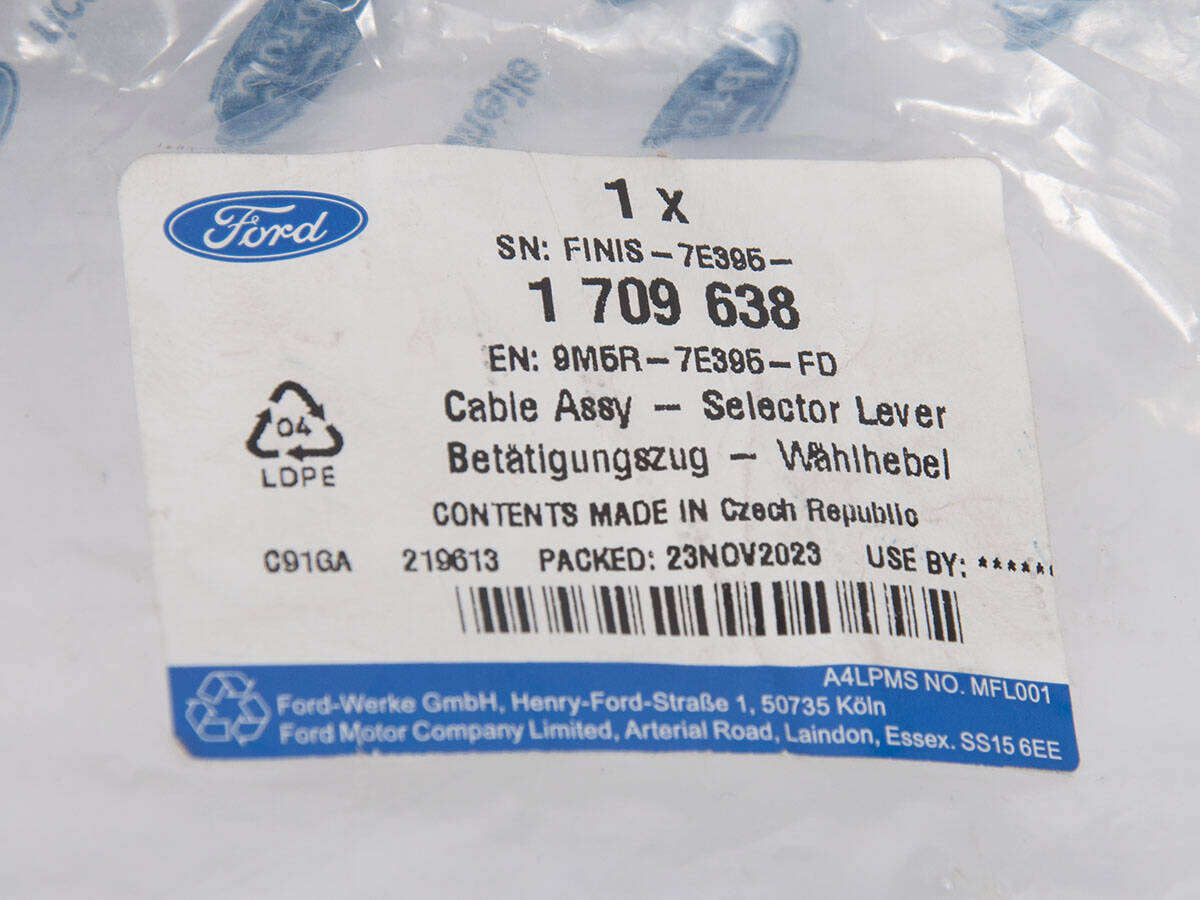 Ford
1 x
SN: FINIS-7E395-
1 709 638
EN: 9M5R-7E395-FD
04
LDPE
Cable Assy - Selector Lever
Betätigungszug - Wählhebel
CONTENTS MADE IN Czech Republic
C91GA 219613 PACKED: 23NOV2023 USE BY: ******
A4LPMS NO. MFL001
Ford-Werke GmbH, Henry-Ford-Straße 1, 50735 Köln
Ford Motor Company Limited, Arterial Road, Laindon, Essex. SS15 6EE